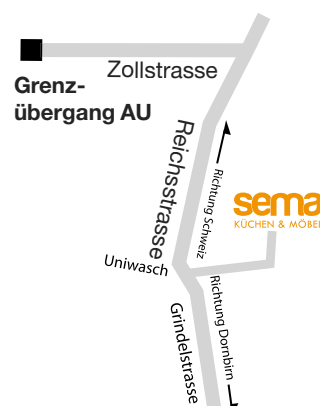 Zollstrasse
Grenz-
übergang AU
Reichsstrasse
Richtung Schweiz
sema
KÜCHEN & MÖBEL
Uniwasch
Richtung Dornbirn
Grindelstrasse